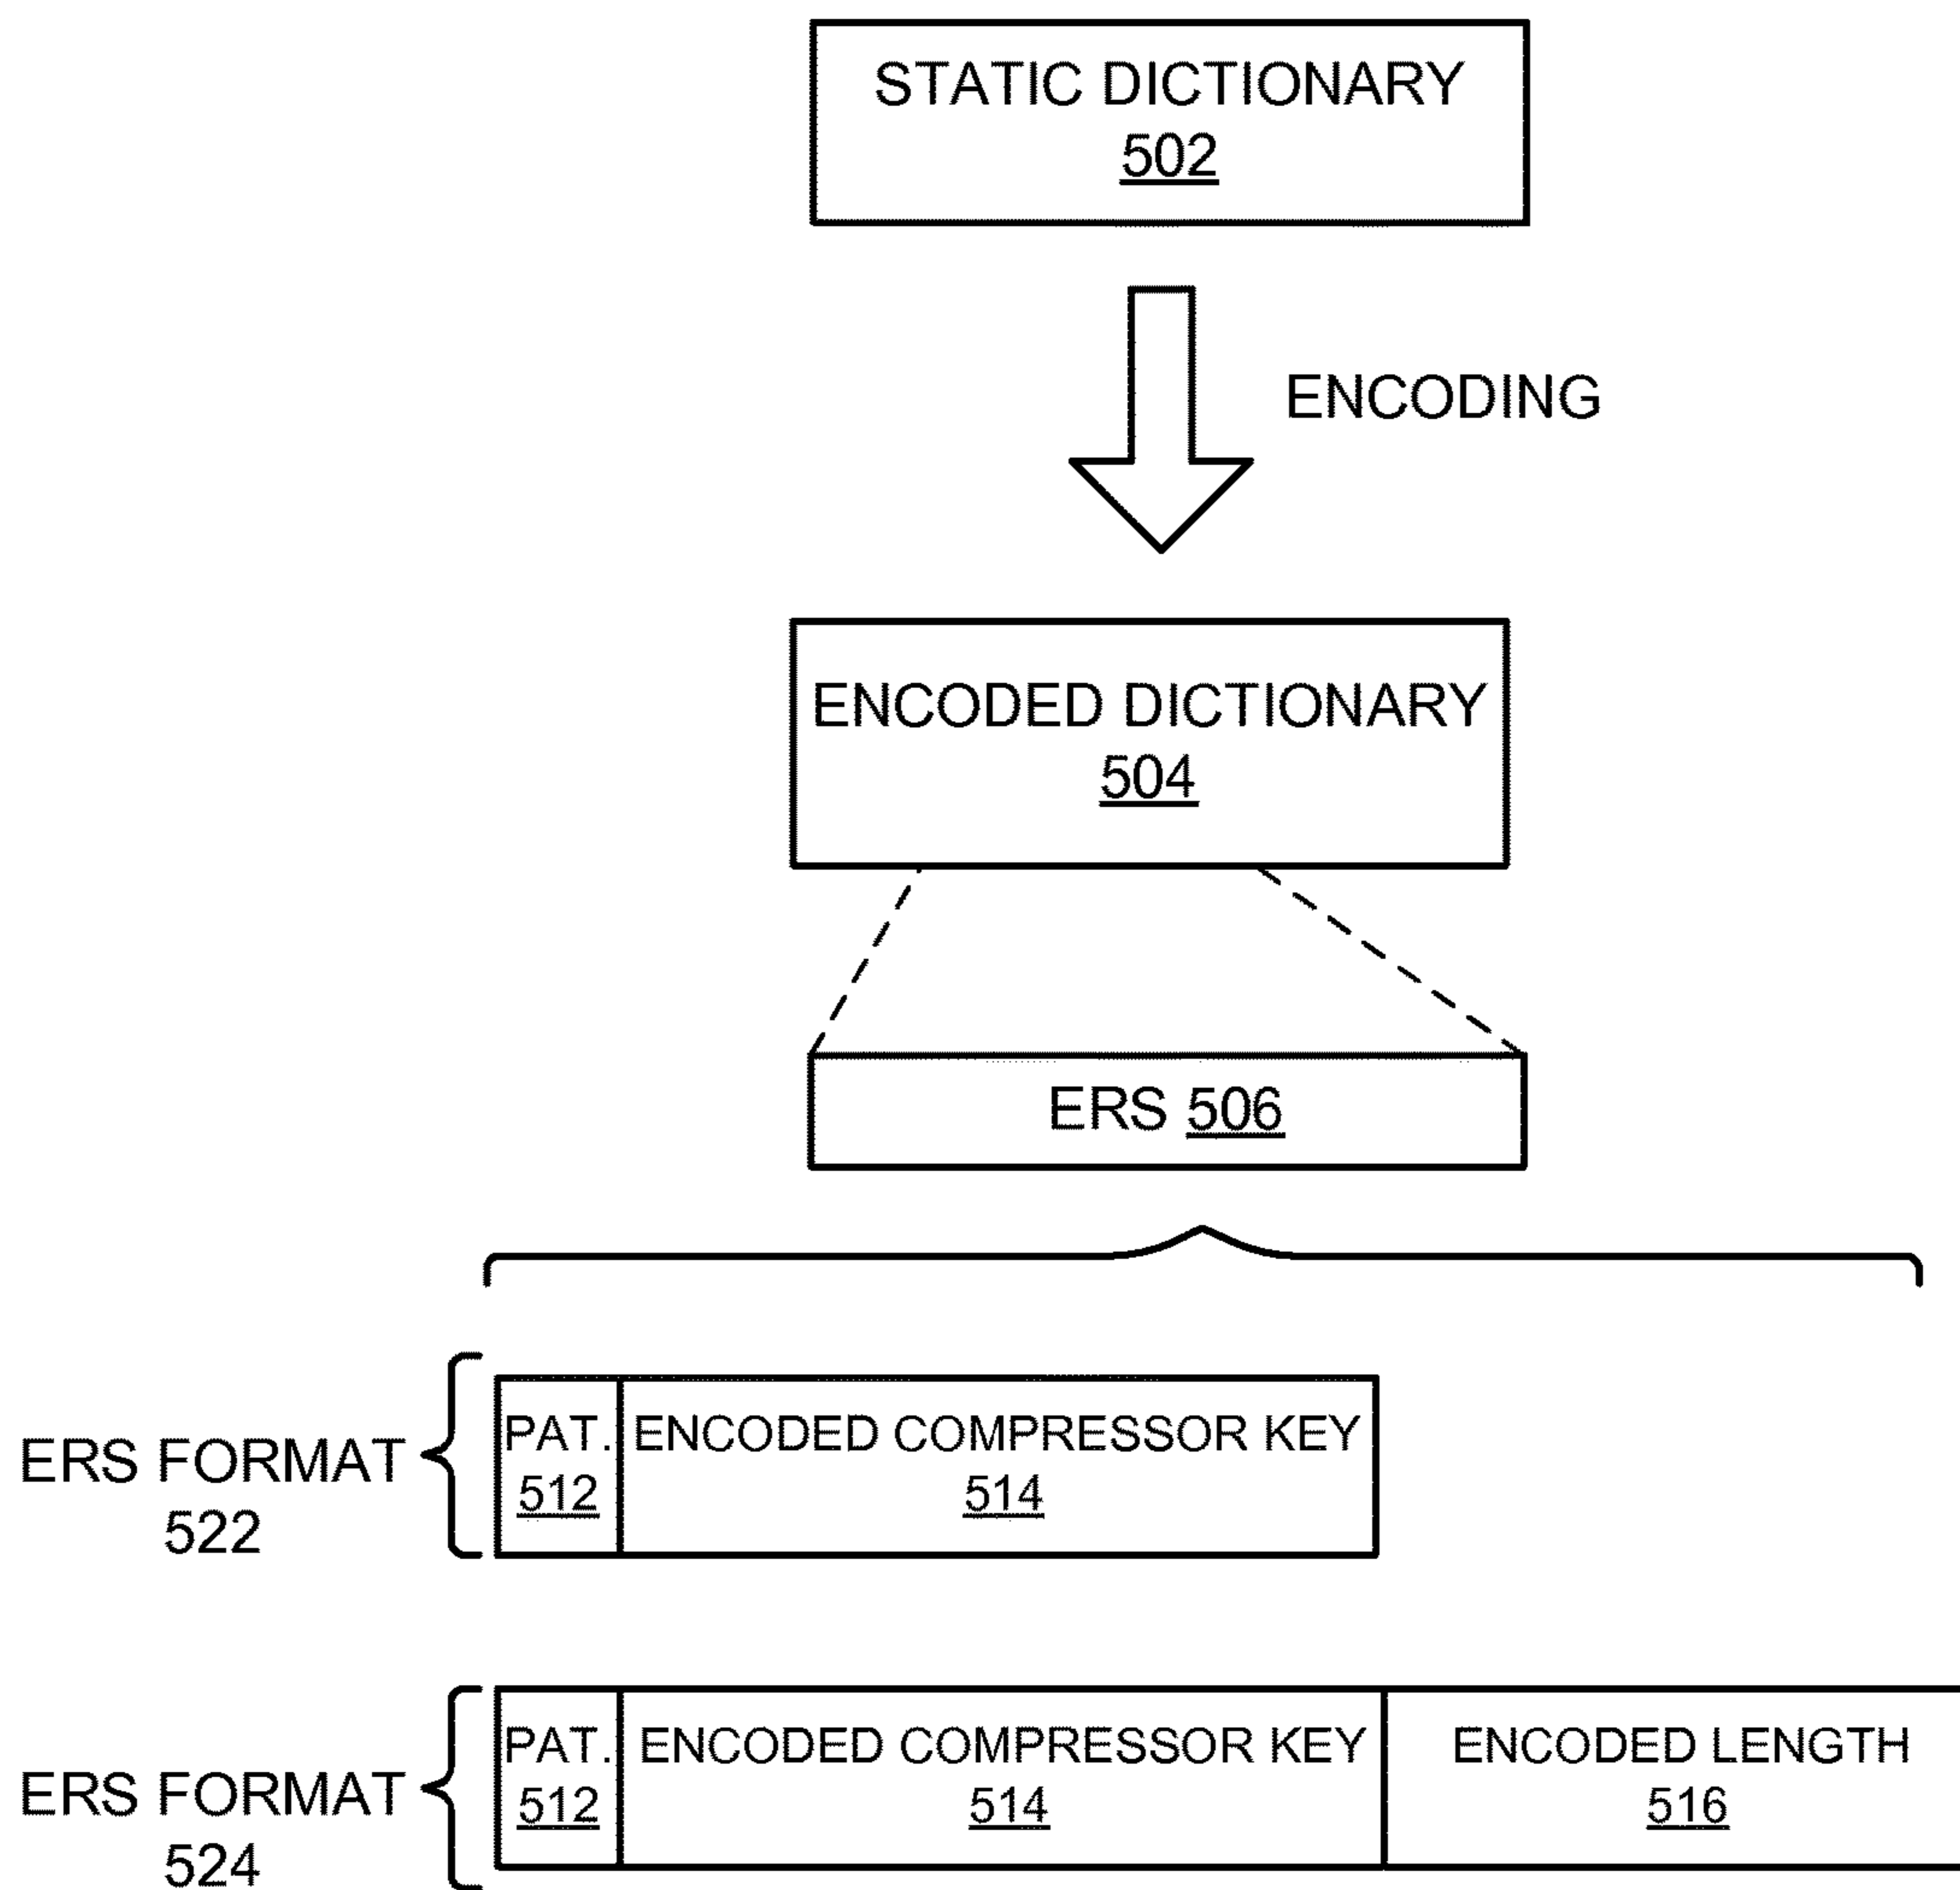 STATIC DICTIONARY
502
ENCODING
ENCODED DICTIONARY
504
ERS 506
ERS FORMAT
522
PAT.
512
ENCODED COMPRESSOR KEY
514
ERS FORMAT
524
PAT.
512
ENCODED COMPRESSOR KEY
514
ENCODED LENGTH
516